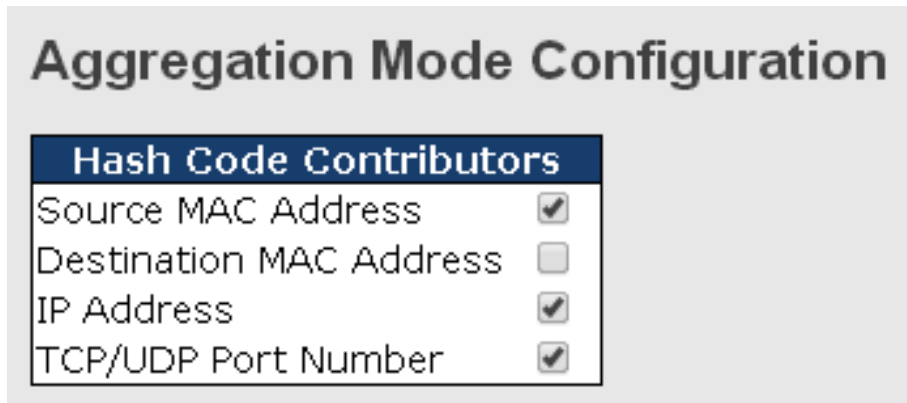 Aggregation Mode Configuration
Hash Code Contributors
Source MAC Address
Destination MAC Address
IP Address
TCP/UDP Port Number